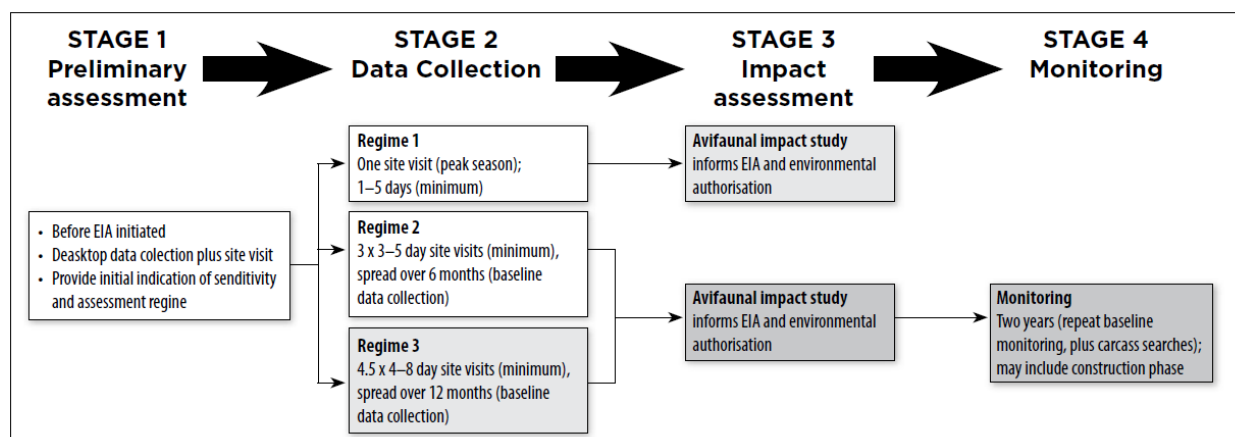 STAGE 1
Preliminary
assessment
STAGE 2
Data Collection
STAGE 3
Impact
assessment
STAGE 4
Monitoring
• Before EIA initiated
• Deasktop data colection plus site visit
• Provide initial indication of senditivity
and assessment regine
Regime 1
One site visit (peak season);
1–5 days (minimum)
Regime 2
3 x 3–5 day site visits (minimum),
spread over 6 months (baseline
data collection)
Regime 3
4.5 x 4–8 day site visits (minimum),
spread over 12 months (baseline
data collection)
Avifaunal impact study
informs EIA and environmental
authorisation
Avifaunal impact study
informs EIA and environmental
authorisation
Monitoring
Two years (repeat baseline
monitoring, plus carcass searches);
may include construction phase